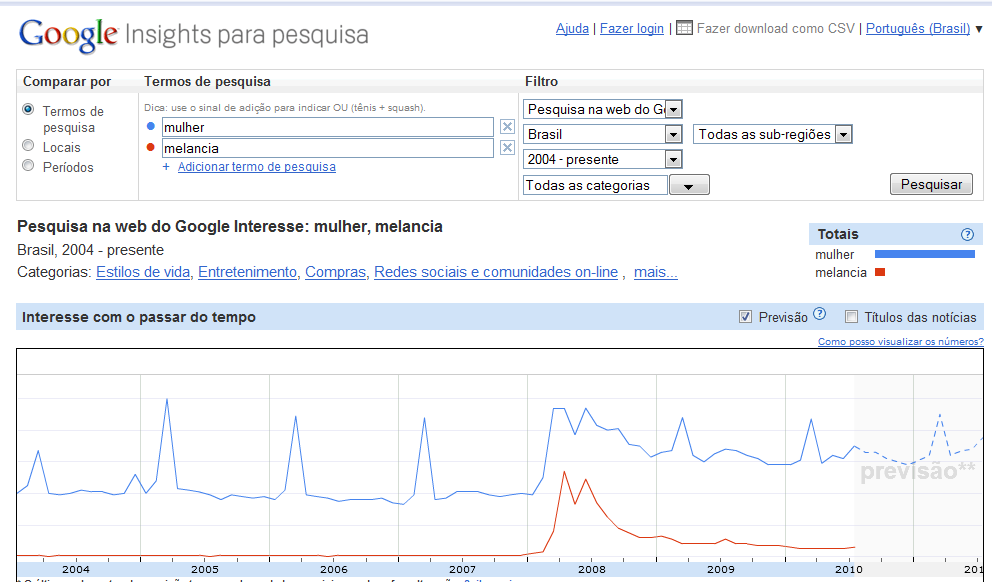 Google Insights para pesquisa
Ajuda | Fazer login | Fazer download como CSV | Português (Brasil) ▼
Comparar por
Termos de pesquisa
Locais
Períodos
Termos de pesquisa
Dica: use o sinal de adição para indicar OU (tênis + squash).
mulher
melancia
+ Adicionar termo de pesquisa
Filtro
Pesquisa na web do G
Brasil
Todas as sub-regiões
2004 - presente
Todas as categorias
Pesquisar
Pesquisa na web do Google Interesse: mulher, melancia
Brasil, 2004 - presente
Categorias: Estilos de vida, Entretenimento, Compras, Redes sociais e comunidades on-line , mais...
Totais ?
mulher
melancia
Interesse com o passar do tempo
Previsão ?
Títulos das notícias
Como posso visualizar os números?
previsão**
2004 2005 2006 2007 2008 2009 2010 201